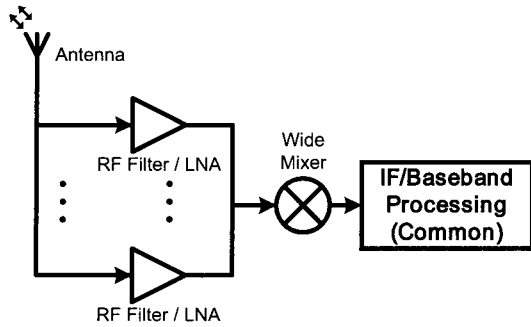 Antenna
RF Filter / LNA
Wide
Mixer
IF/Baseband
Processing
(Common)
RF Filter / LNA